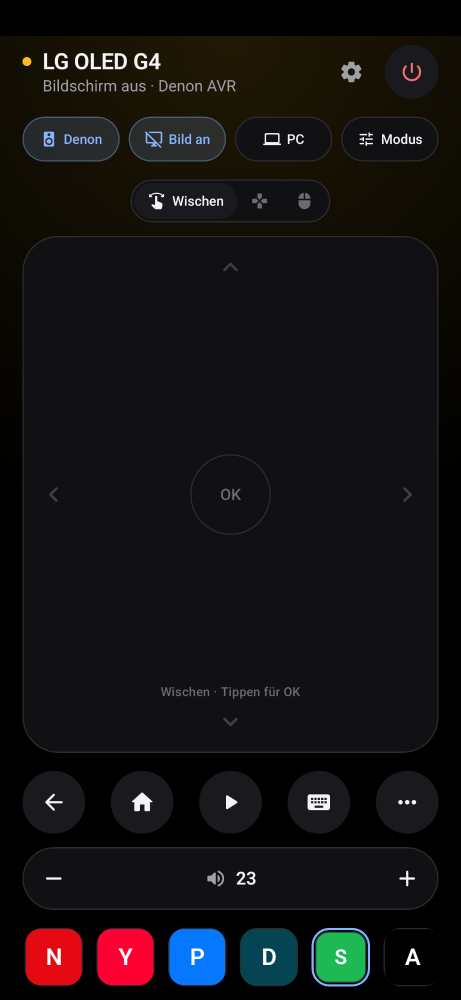 LG OLED G4
Bildschirm aus · Denon AVR
Denon
Bild an
PC
Modus
Wischen
OK
Wischen · Tippen für OK
23
N
Y
P
D
S
A